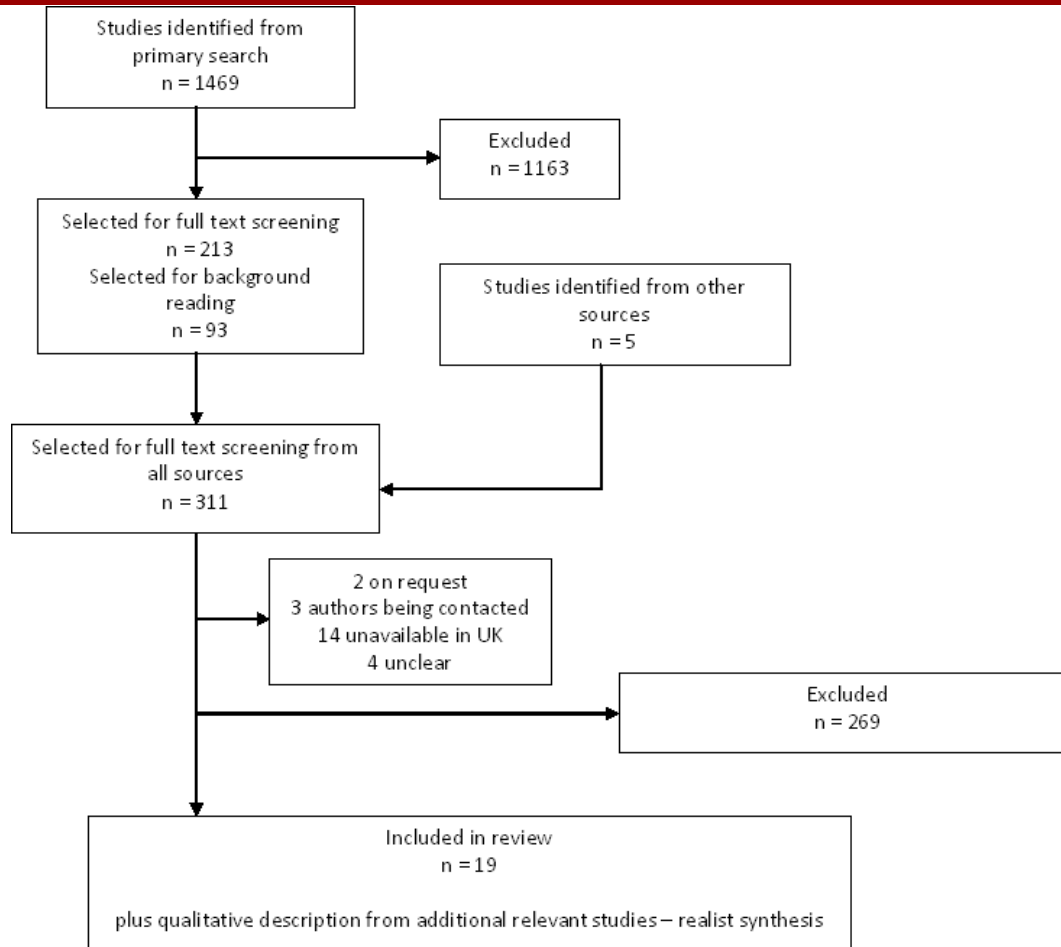 Studies identified from
primary search
n = 1469
Excluded
n = 1163
Selected for full text screening
n = 213
Selected for background
reading
n = 93
Studies identified from other
sources
n = 5
Selected for full text screening from
all sources
n = 311
2 on request
3 authors being contacted
14 unavailable in UK
4 unclear
Excluded
n = 269
Included in review
n = 19
plus qualitative description from additional relevant studies – realist synthesis